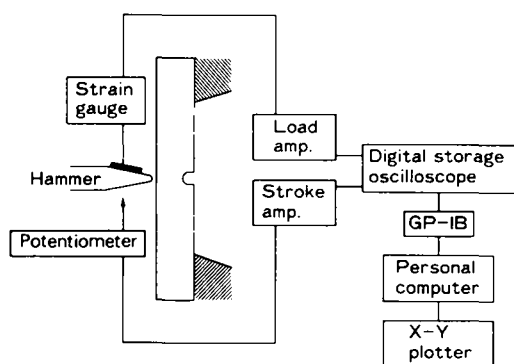 Strain
gauge
Hammer
Potentiometer
Load
amp.
Stroke
amp.
Digital storage
oscilloscope
GP-IB
Personal
computer
X-Y
plotter